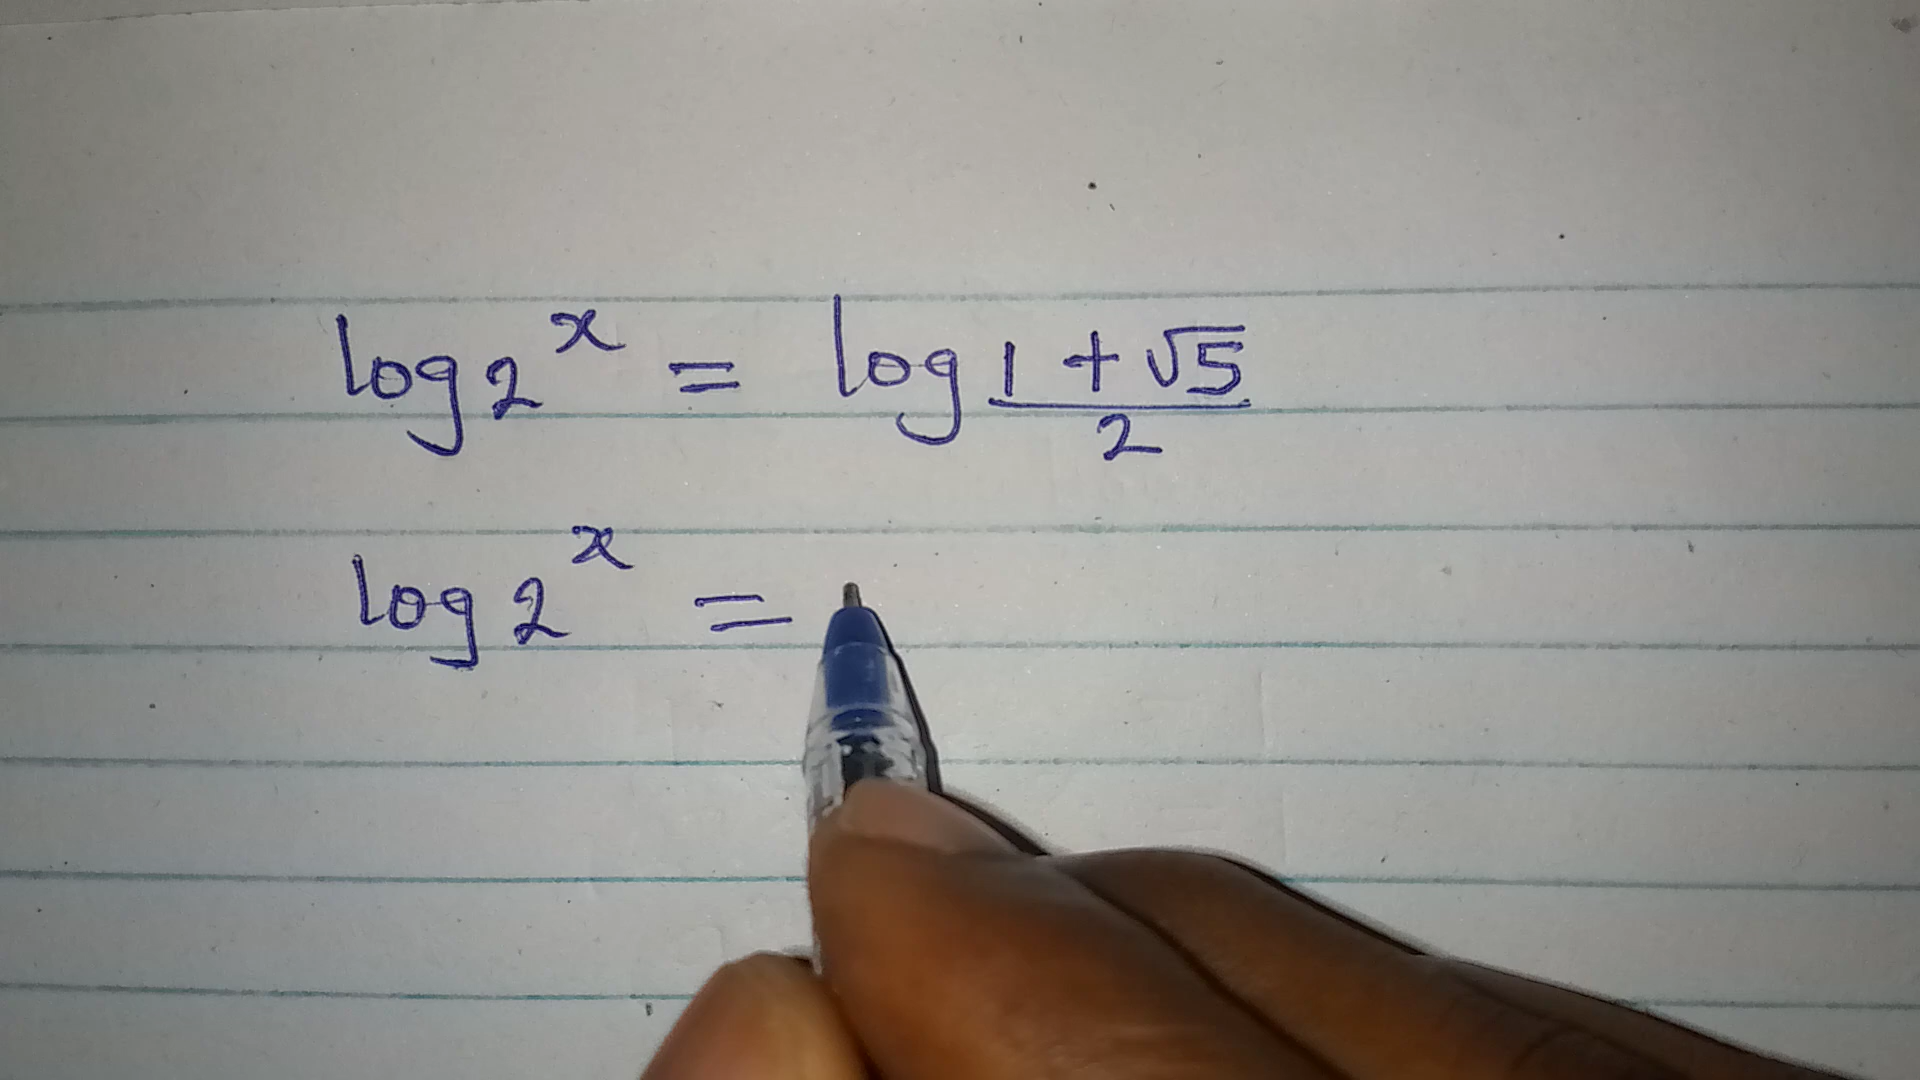 log 2^x = log (1 + √5)/2
log 2^x =